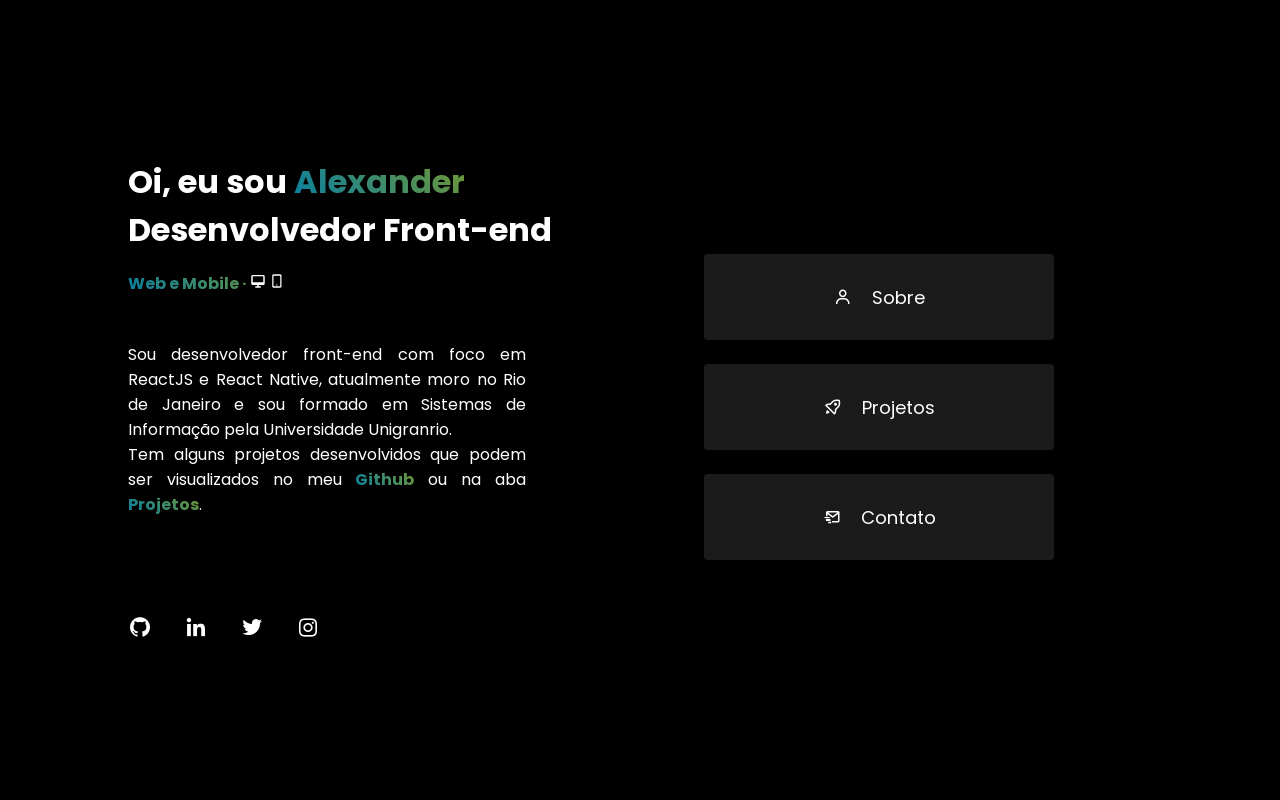 Oi, eu sou Alexander
Desenvolvedor Front-end
Web e Mobile ·
Sou desenvolvedor front-end com foco em
ReactJS e React Native, atualmente moro no Rio
de Janeiro e sou formado em Sistemas de
Informação pela Universidade Unigranrio.
Tem alguns projetos desenvolvidos que podem
ser visualizados no meu Github ou na aba
Projetos.
Sobre
Projetos
Contato